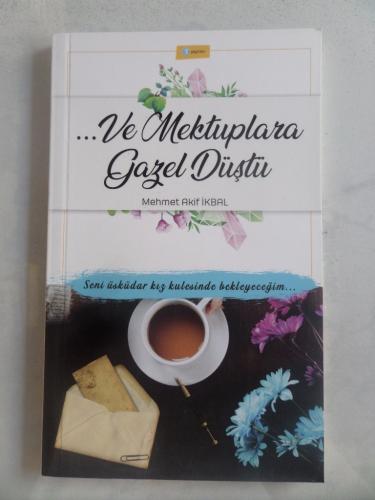 ...Ve Mektuplara
Gazel Düştü
Mehmet Akif İKBAL
Seni üsküdar kız kulesinde bekleyeceğim...